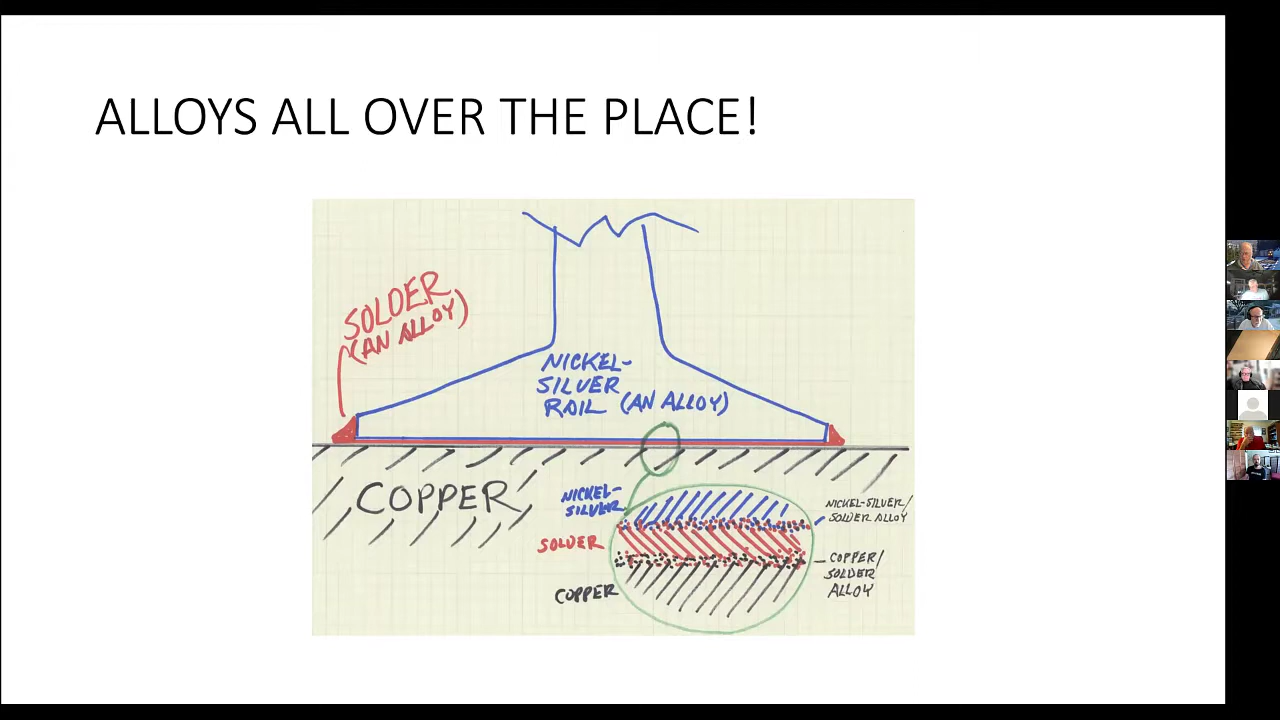 ALLOYS ALL OVER THE PLACE!
SOLDER
(AN ALLOY)
NICKEL-
SILVER
RAIL (AN ALLOY)
COPPER
NICKEL-
SILVER
SOLDER
COPPER
NICKEL-SILVER/
SOLDER ALLOY
COPPER/
SOLDER
ALLOY